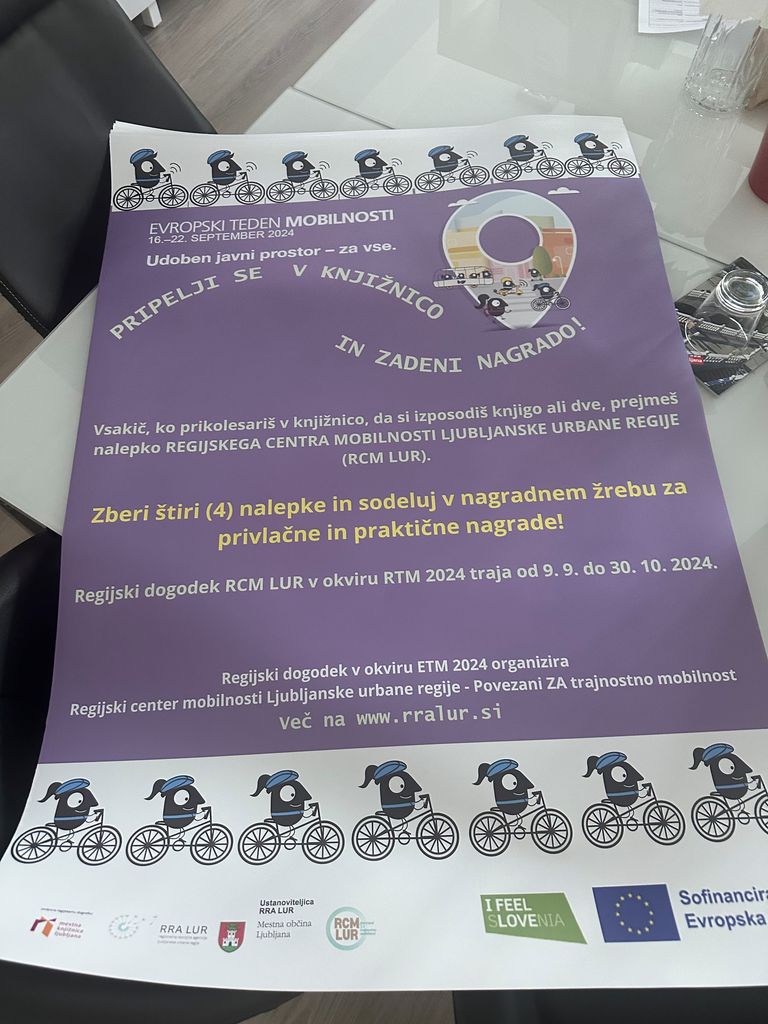 EVROPSKI TEDEN MOBILNOSTI
16.–22. SEPTEMBER 2024
Udoben javni prostor – za vse.
PRIPELJI SE V KNJIŽNICO
IN ZADENI NAGRADO!
Vsakič, ko prikolesariš v knjižnico, da si izposodiš knjigo ali dve, prejmeš
nalepko REGIJSKEGA CENTRA MOBILNOSTI LJUBLJANSKE URBANE REGIJE
(RCM LUR).
Zberi štiri (4) nalepke in sodeluj v nagradnem žrebu za
privlačne in praktične nagrade!
Regijski dogodek RCM LUR v okviru RTM 2024 traja od 9. 9. do 30. 10. 2024.
Regijski dogodek v okviru ETM 2024 organizira
Regijski center mobilnosti Ljubljanske urbane regije - Povezani ZA trajnostno mobilnost
Več na www.rralur.si
mestna
knjižnica
ljubljana
RRA LUR
Ustanoviteljica
RRA LUR
Mestna občina
Ljubljana
RCM
LUR
I FEEL
SLOVENIA
Sofinancira
Evropska